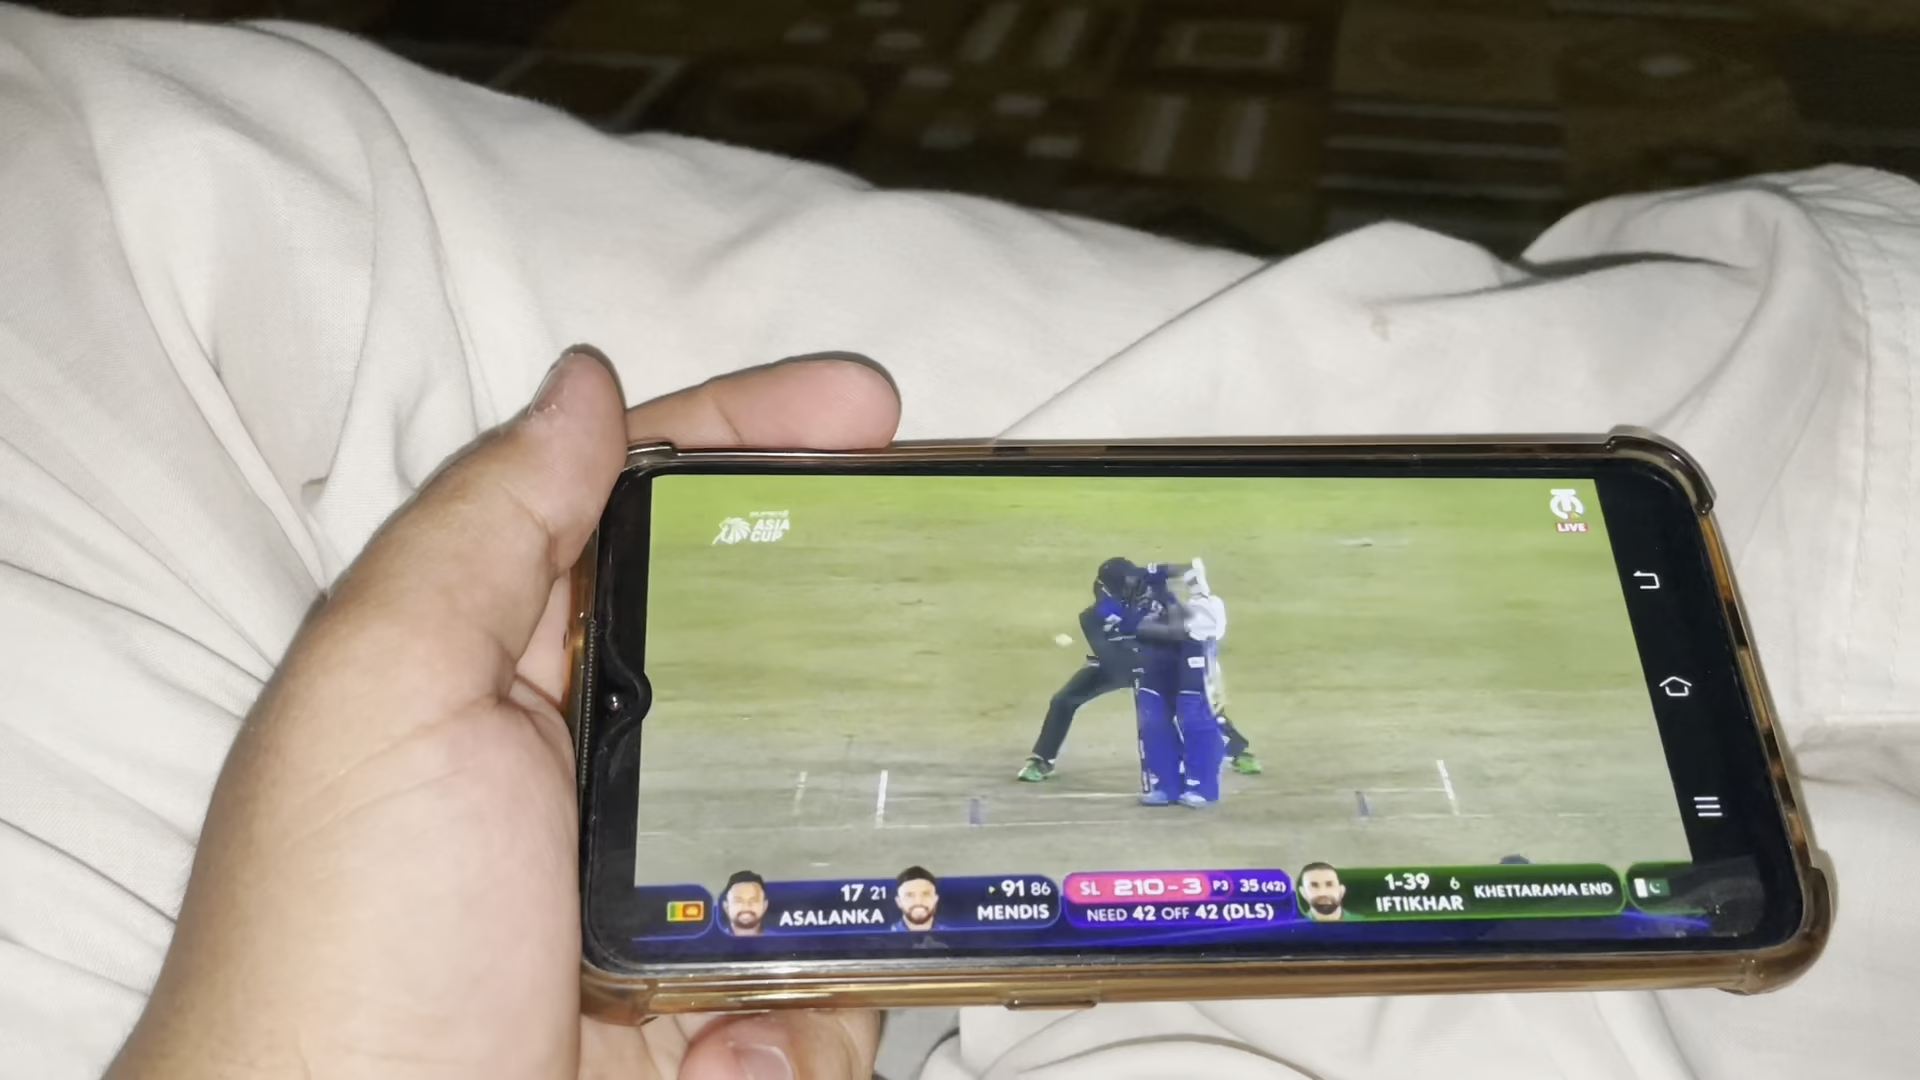 ASIA
CUP
LIVE
17 21
ASALANKA
91 86
MENDIS
SL 210-3 P3 35 (42)
NEED 42 OFF 42 (DLS)
1-39 6
IFTIKHAR
KHETTARAMA END